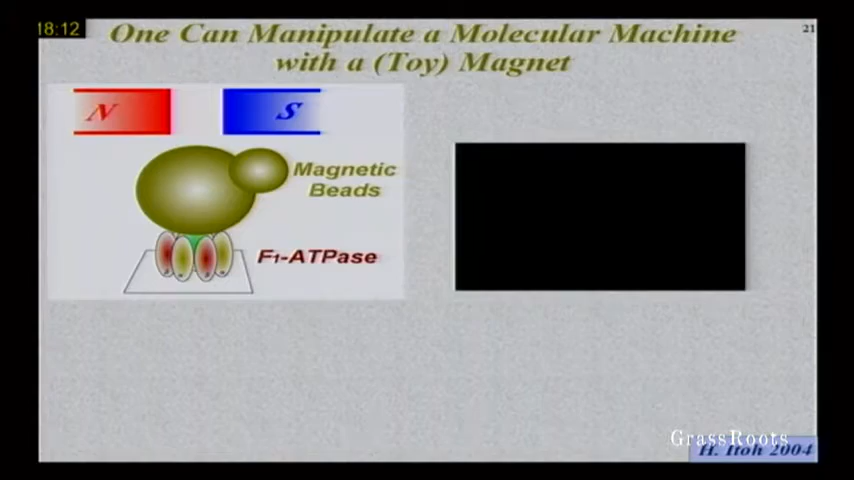 18:12
21
One Can Manipulate a Molecular Machine
with a (Toy) Magnet
N
S
Magnetic
Beads
F1-ATPase
GrassRoots
H. Itoh 2004